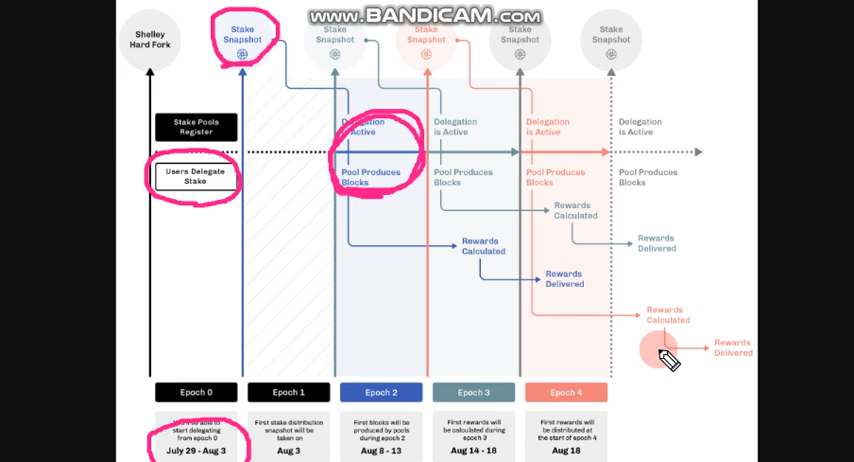 www.BANDICAM.com
Shelley
Hard Fork
Stake
Snapshot
Stake
Snapshot
Stake
Snapshot
Stake
Snapshot
Stake
Snapshot
Stake Pools
Register
Users Delegate
Stake
Delegation
Active
Pool Produces
Blocks
Delegation
is Active
Pool Produces
Blocks
Delegation
is Active
Pool Produces
Blocks
Delegation
is Active
Pool Produces
Blocks
Rewards
Calculated
Rewards
Delivered
Rewards
Calculated
Rewards
Delivered
Rewards
Calculated
Rewards
Delivered
Epoch 0
Epoch 1
Epoch 2
Epoch 3
Epoch 4
be able to
start delegating
from epoch 0
July 29 - Aug 3
First stake distribution
snapshot will be
taken on
Aug 3
First blocks will be
produced by pools
during epoch 2
Aug 8 - 13
First rewards will
be calculated during
epoch 3
Aug 14 - 18
First rewards will
be distributed at
the start of epoch 4
Aug 18